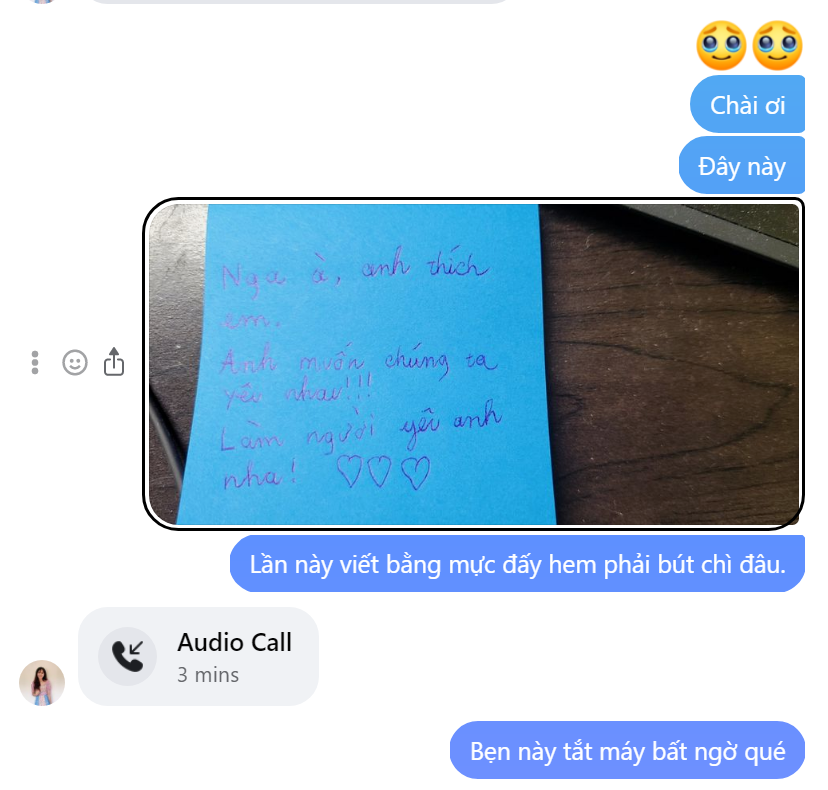 Chài ơi
Đây này
Nga à, anh thích
em.
Anh muốn chúng ta
yêu nhau!!!
Làm người yêu anh
nha! ♡♡♡
Lần này viết bằng mực đấy hem phải bút chì đâu.
Audio Call
3 mins
Bẹn này tắt máy bất ngờ qué